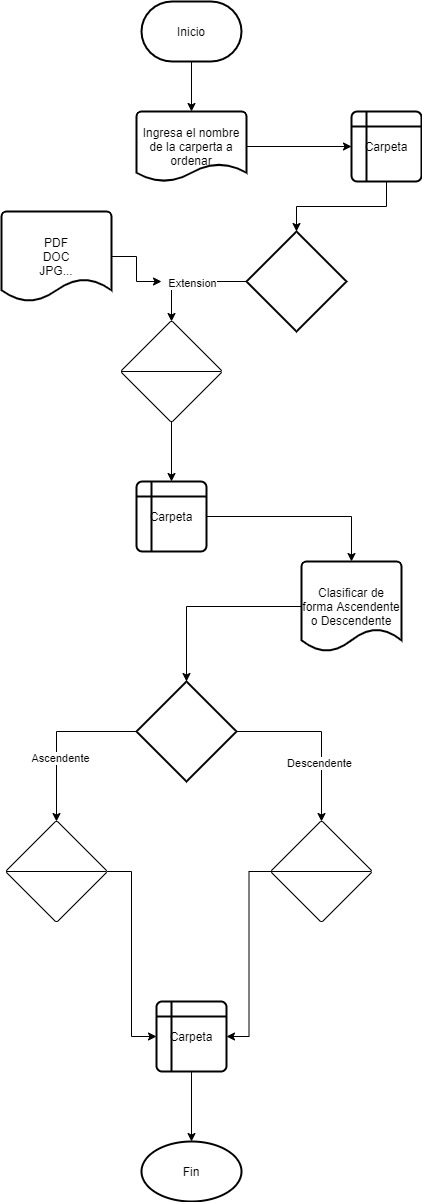 Inicio
Ingresa el nombre
de la carperta a
ordenar
Carpeta
PDF
DOC
JPG...
Extension
Carpeta
Clasificar de
forma Ascendente
o Descendente
Ascendente
Descendente
Carpeta
Fin